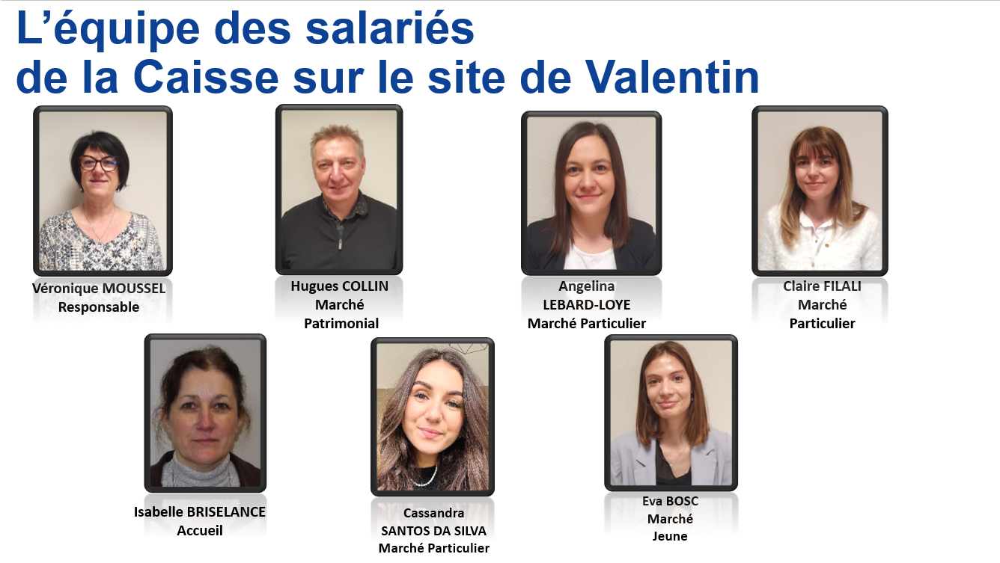 L’équipe des salariés
de la Caisse sur le site de Valentin
Véronique MOUSSEL
Responsable
Hugues COLLIN
Marché
Patrimonial
Angelina
LEBARD-LOYE
Marché Particulier
Claire FILALI
Marché
Particulier
Isabelle BRISELANCE
Accueil
Cassandra
SANTOS DA SILVA
Marché Particulier
Eva BOSC
Marché
Jeune